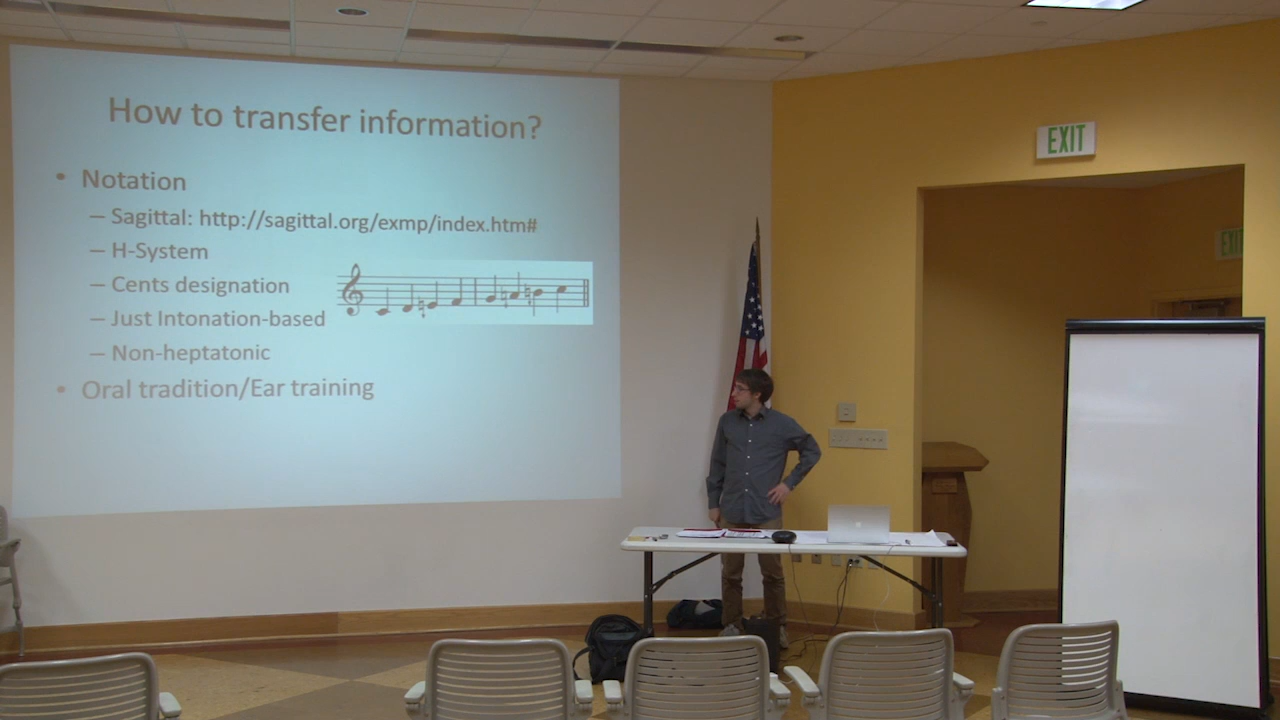 How to transfer information?
• Notation
– Sagittal: http://sagittal.org/exmp/index.htm#
– H-System
– Cents designation
– Just Intonation-based
– Non-heptatonic
• Oral tradition/Ear training
EXIT
EXIT